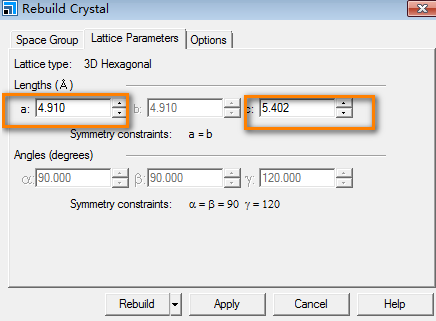 Rebuild Crystal
Space Group Lattice Parameters Options
Lattice type: 3D Hexagonal
Lengths (Å)
a: 4.910 b: 4.910 c: 5.402
Symmetry constraints: a = b
Angles (degrees)
α: 90.000 β: 90.000 γ: 120.000
Symmetry constraints: α = β = 90 γ = 120
Rebuild Apply Cancel Help